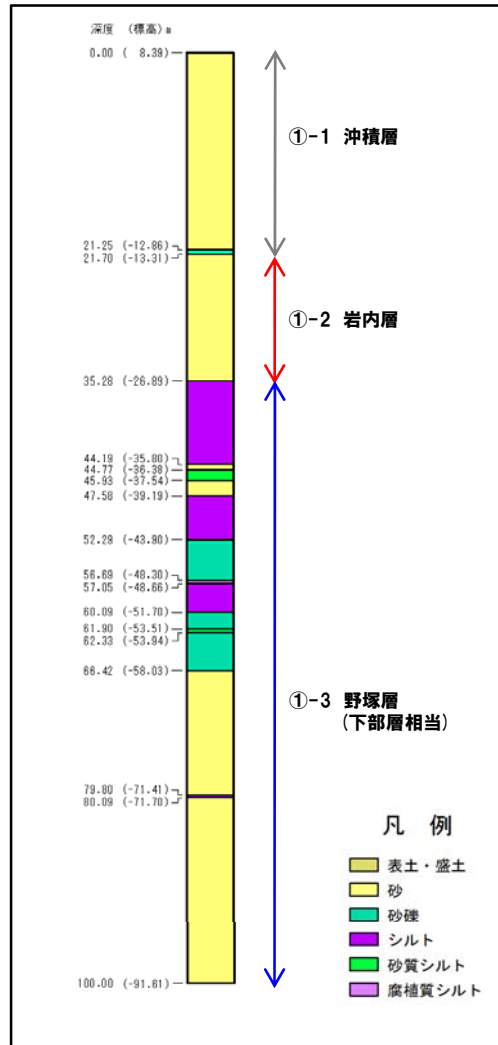 深度 (標高)m
0.00 ( 8.39)
①-1 沖積層
21.25 (-12.86)
21.70 (-13.31)
①-2 岩内層
35.28 (-26.89)
44.19 (-35.80)
44.77 (-36.38)
45.93 (-37.54)
47.58 (-39.19)
52.29 (-43.90)
56.69 (-48.30)
57.05 (-48.66)
60.09 (-51.70)
61.90 (-53.51)
62.33 (-53.94)
66.42 (-58.03)
①-3 野塚層
(下部層相当)
79.80 (-71.41)
80.09 (-71.70)
凡 例
表土・盛土
砂
砂礫
シルト
砂質シルト
腐植質シルト
100.00 (-91.61)